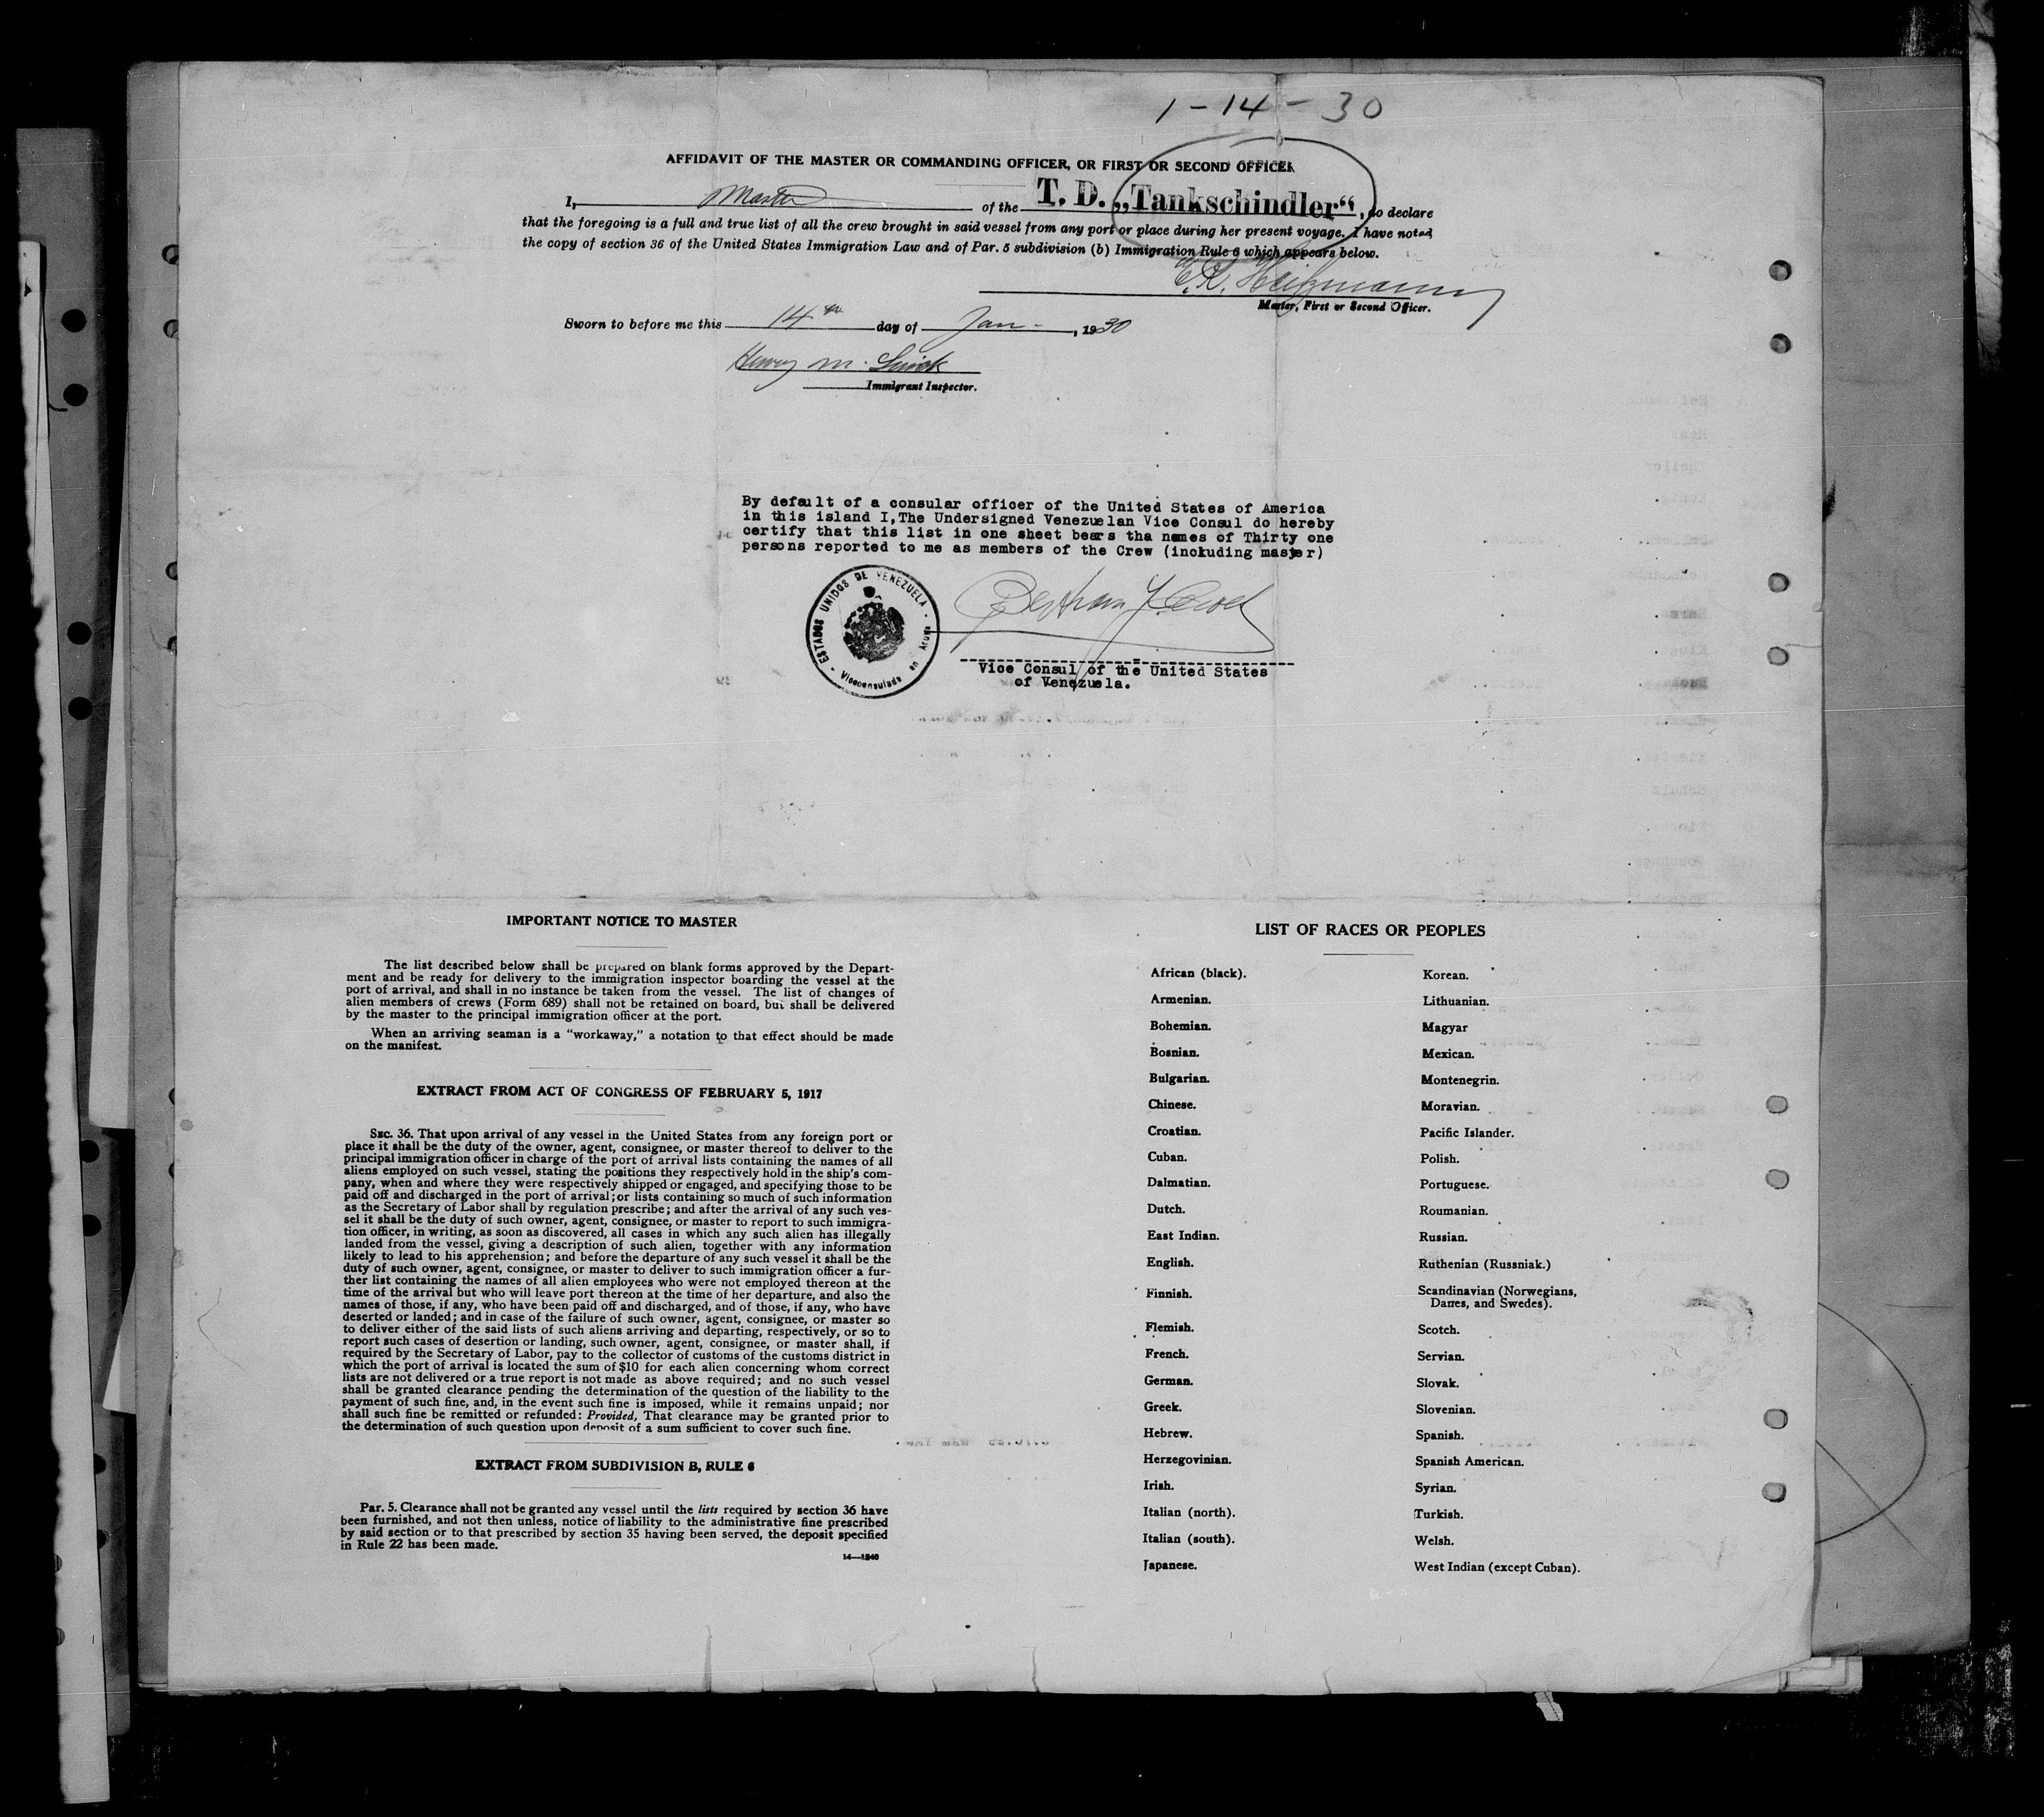 1-14-30
AFFIDAVIT OF THE MASTER OR COMMANDING OFFICER, OR FIRST OR SECOND OFFICER
I, Master of the T. D. „Tankschindler“, do declare
that the foregoing is a full and true list of all the crew brought in said vessel from any port or place during her present voyage. I have noted
the copy of section 36 of the United States Immigration Law and of Par. 5 subdivision (b) Immigration Rule 6 which appears below.
Master, First or Second Officer.
Sworn to before me this 14th day of Jan-, 1930
Immigrant Inspector.
By default of a consular officer of the United States of America
in this island I,The Undersigned Venezuelan Vice Consul do hereby
certify that this list in one sheet bears tha names of Thirty one
persons reported to me as members of the Crew (including master)
ESTADOS UNIDOS DE VENEZUELA
Viceconsulado en Aruba
Vice Consul of the United States
of Venezuela.
IMPORTANT NOTICE TO MASTER
The list described below shall be prepared on blank forms approved by the Depart-
ment and be ready for delivery to the immigration inspector boarding the vessel at the
port of arrival, and shall in no instance be taken from the vessel. The list of changes of
alien members of crews (Form 689) shall not be retained on board, but shall be delivered
by the master to the principal immigration officer at the port.
When an arriving seaman is a "workaway," a notation to that effect should be made
on the manifest.
EXTRACT FROM ACT OF CONGRESS OF FEBRUARY 5, 1917
SEC. 36. That upon arrival of any vessel in the United States from any foreign port or
place it shall be the duty of the owner, agent, consignee, or master thereof to deliver to the
principal immigration officer in charge of the port of arrival lists containing the names of all
aliens employed on such vessel, stating the positions they respectively hold in the ship's com-
pany, when and where they were respectively shipped or engaged, and specifying those to be
paid off and discharged in the port of arrival; or lists containing so much of such information
as the Secretary of Labor shall by regulation prescribe; and after the arrival of any such ves-
sel it shall be the duty of such owner, agent, consignee, or master to report to such immigra-
tion officer, in writing, as soon as discovered, all cases in which any such alien has illegally
landed from the vessel, giving a description of such alien, together with any information
likely to lead to his apprehension; and before the departure of any such vessel it shall be the
duty of such owner, agent, consignee, or master to deliver to such immigration officer a fur-
ther list containing the names of all alien employees who were not employed thereon at the
time of the arrival but who will leave port thereon at the time of her departure, and also the
names of those, if any, who have been paid off and discharged, and of those, if any, who have
deserted or landed; and in case of the failure of such owner, agent, consignee, or master so
to deliver either of the said lists of such aliens arriving and departing, respectively, or so to
report such cases of desertion or landing, such owner, agent, consignee, or master shall, if
required by the Secretary of Labor, pay to the collector of customs of the customs district in
which the port of arrival is located the sum of $10 for each alien concerning whom correct
lists are not delivered or a true report is not made as above required; and no such vessel
shall be granted clearance pending the determination of the question of the liability to the
payment of such fine, and, in the event such fine is imposed, while it remains unpaid; nor
shall such fine be remitted or refunded: Provided, That clearance may be granted prior to
the determination of such question upon deposit of a sum sufficient to cover such fine.
EXTRACT FROM SUBDIVISION B, RULE 6
Par. 5. Clearance shall not be granted any vessel until the lists required by section 36 have
been furnished, and not then unless, notice of liability to the administrative fine prescribed
by said section or to that prescribed by section 35 having been served, the deposit specified
in Rule 22 has been made.
14—1240
LIST OF RACES OR PEOPLES
African (black).
Armenian.
Bohemian.
Bosnian.
Bulgarian.
Chinese.
Croatian.
Cuban.
Dalmatian.
Dutch.
East Indian.
English.
Finnish.
Flemish.
French.
German.
Greek.
Hebrew.
Herzegovinian.
Irish.
Italian (north).
Italian (south).
Japanese.
Korean.
Lithuanian.
Magyar
Mexican.
Montenegrin.
Moravian.
Pacific Islander.
Polish.
Portuguese.
Roumanian.
Russian.
Ruthenian (Russniak.)
Scandinavian (Norwegians,
Danes, and Swedes).
Scotch.
Servian.
Slovak.
Slovenian.
Spanish.
Spanish American.
Syrian.
Turkish.
Welsh.
West Indian (except Cuban).